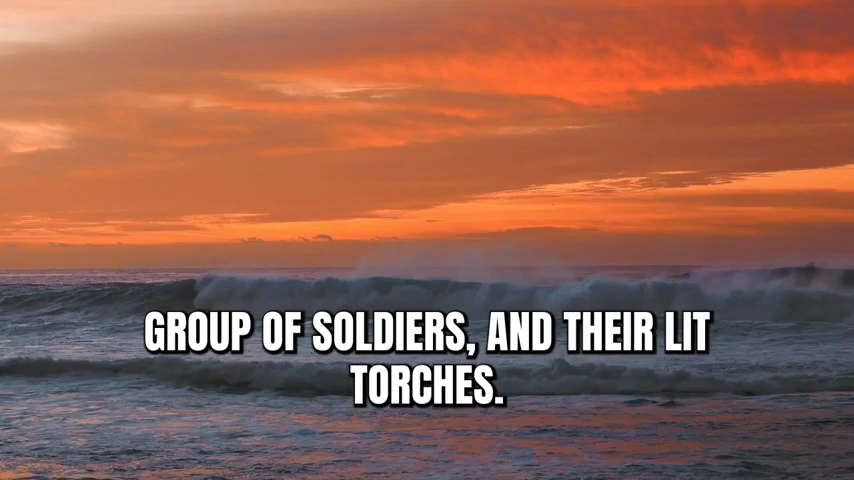 GROUP OF SOLDIERS, AND THEIR LIT
TORCHES.